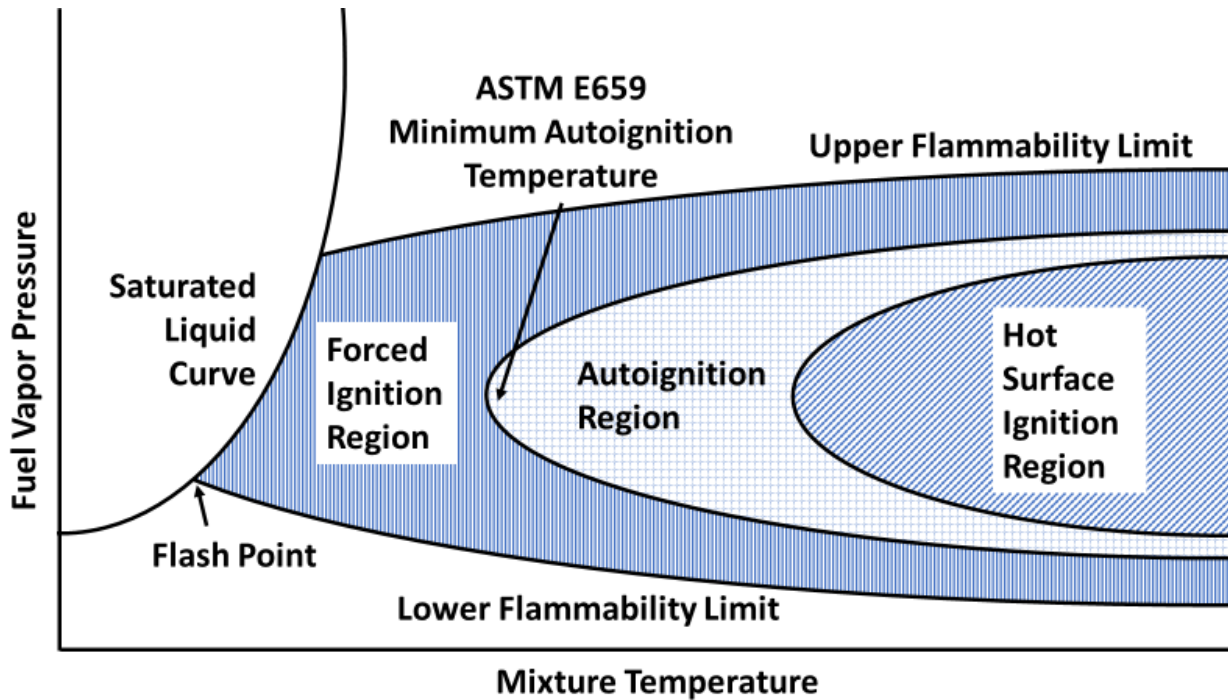 ASTM E659
Minimum Autoignition
Temperature
Upper Flammability Limit
Saturated
Liquid
Curve
Forced
Ignition
Region
Autoignition
Region
Hot
Surface
Ignition
Region
Fuel Vapor Pressure
Flash Point
Lower Flammability Limit
Mixture Temperature